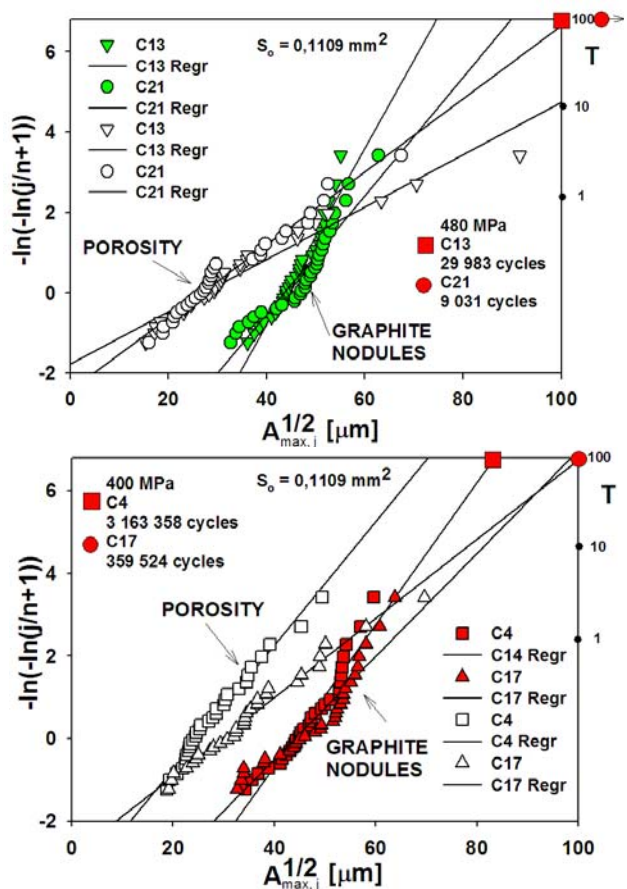 6
4
2
0
-2
-ln(-ln(j/n+1))
C13
C13 Regr
C21
C21 Regr
C13
C13 Regr
C21
C21 Regr
S₀ = 0,1109 mm²
POROSITY
GRAPHITE
NODULES
100
T
10
1
480 MPa
C13
29 983 cycles
C21
9 031 cycles
0 20 40 60 80 100
A^{1/2}_{max, i} [μm]
6
4
2
0
-2
-ln(-ln(j/n+1))
400 MPa
C4
3 163 358 cycles
C17
359 524 cycles
S₀ = 0,1109 mm²
POROSITY
GRAPHITE
NODULES
100
T
10
1
C4
C14 Regr
C17
C17 Regr
C4
C4 Regr
C17
C17 Regr
0 20 40 60 80 100
A^{1/2}_{max, i} [μm]